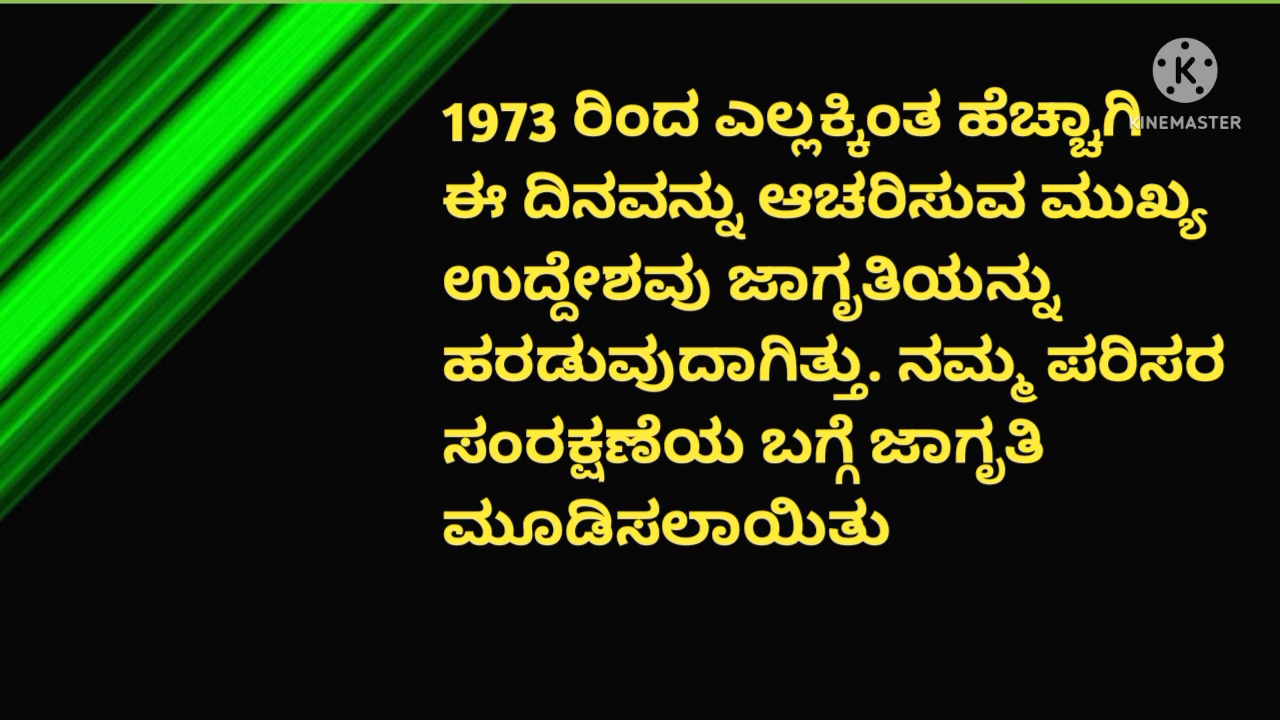 1973 ರಿಂದ ಎಲ್ಲಕ್ಕಿಂತ ಹೆಚ್ಚಾಗಿ
KINEMASTER
ಈ ದಿನವನ್ನು ಆಚರಿಸುವ ಮುಖ್ಯ
ಉದ್ದೇಶವು ಜಾಗೃತಿಯನ್ನು
ಹರಡುವುದಾಗಿತ್ತು. ನಮ್ಮ ಪರಿಸರ
ಸಂರಕ್ಷಣೆಯ ಬಗ್ಗೆ ಜಾಗೃತಿ
ಮೂಡಿಸಲಾಯಿತು